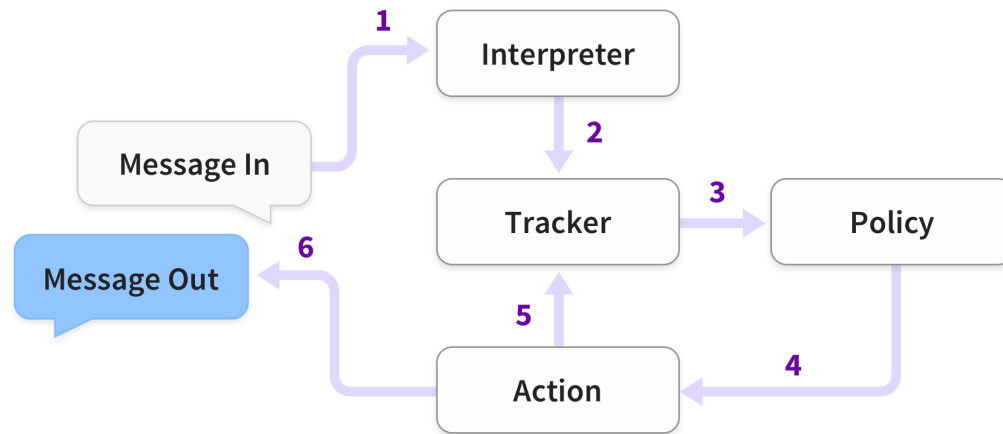 1
Interpreter
2
Message In
3
Tracker
Policy
6
Message Out
5
4
Action